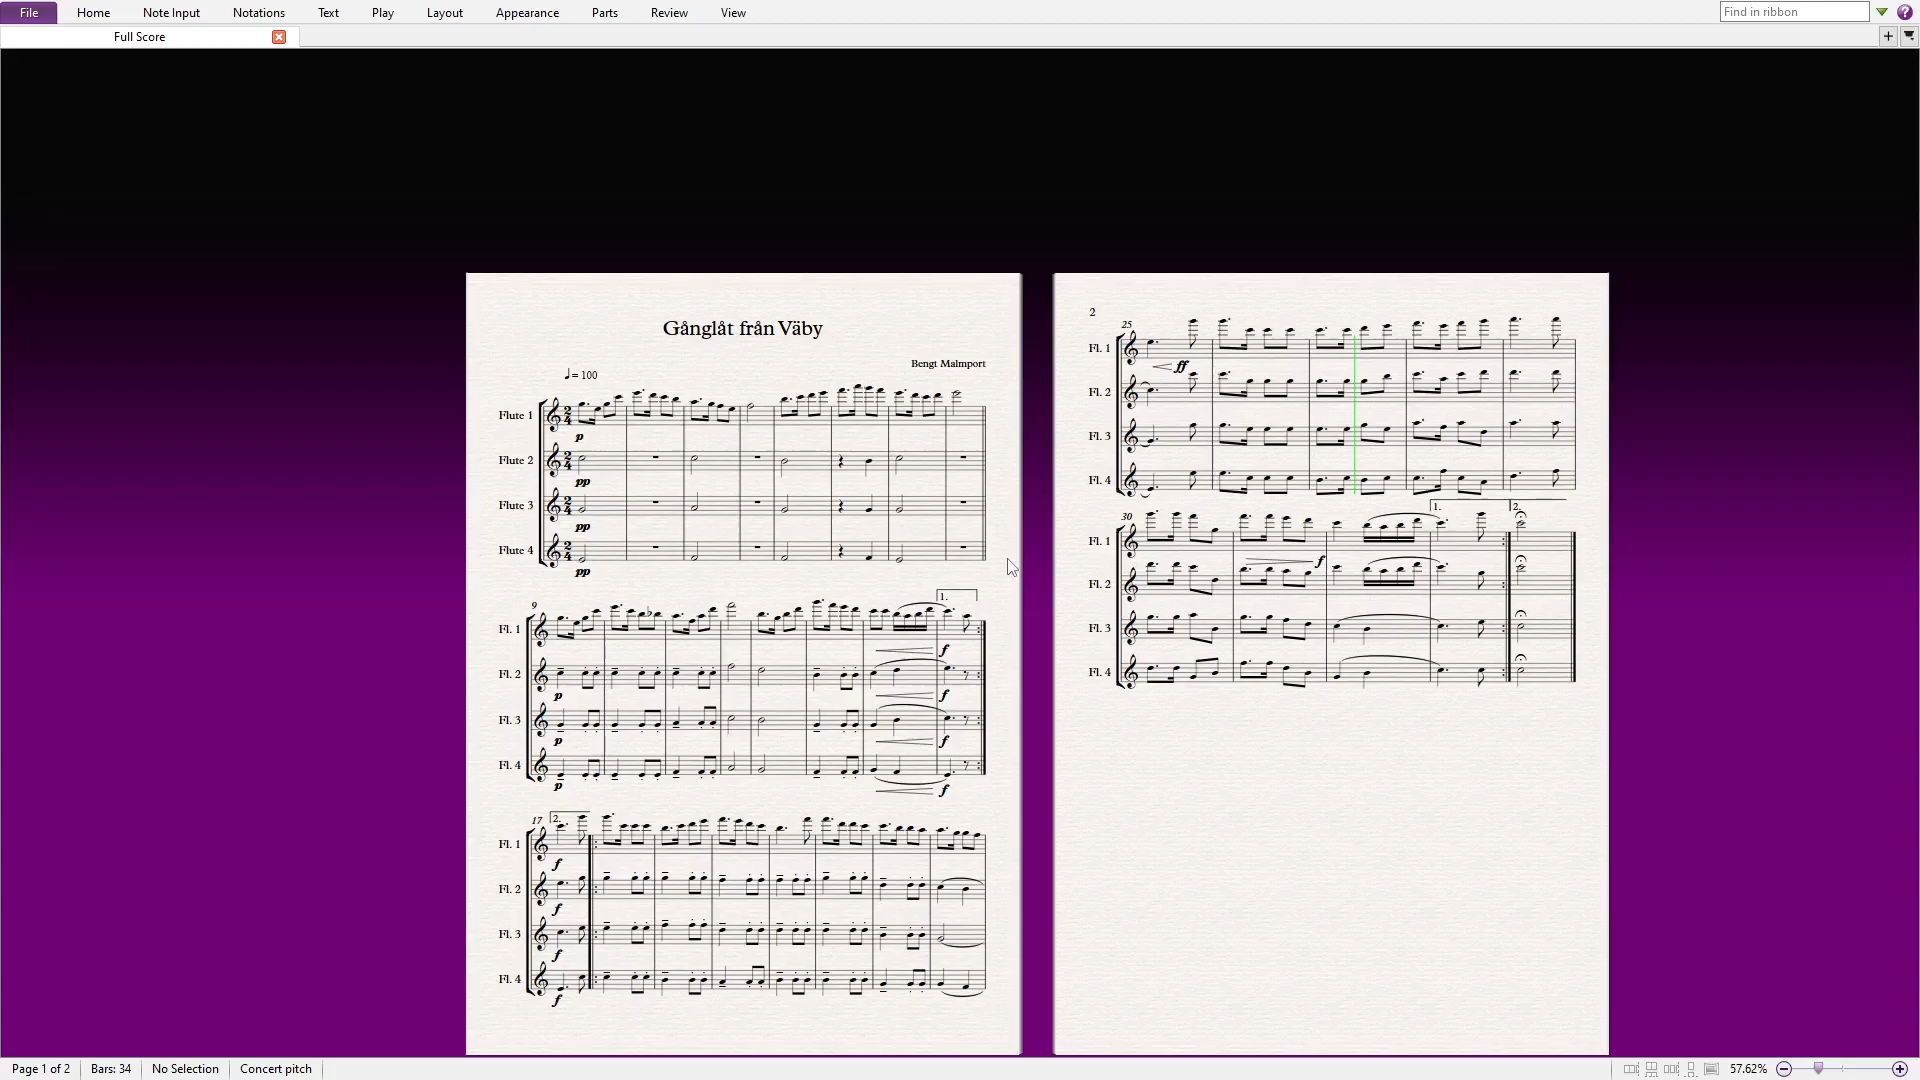 File Home Note Input Notations Text Play Layout Appearance Parts Review View Find in ribbon ?
Full Score
Gånglåt från Väby
Bengt Malmport
♩= 100
Flute 1
p
Flute 2
pp
Flute 3
pp
Flute 4
pp
9
1.
Fl. 1
f
Fl. 2
p f
Fl. 3
p f
Fl. 4
p f
17 2.
Fl. 1
f
Fl. 2
f
Fl. 3
f
Fl. 4
f
2
25
Fl. 1
ff
Fl. 2
Fl. 3
Fl. 4
30 1. 2.
Fl. 1
f
Fl. 2
Fl. 3
Fl. 4
Page 1 of 2 Bars: 34 No Selection Concert pitch 57.62%